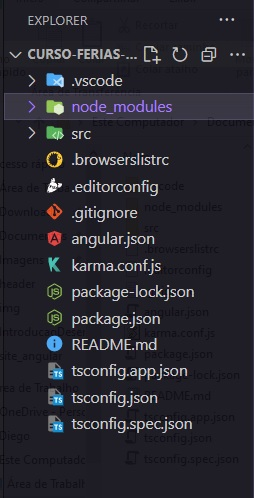 EXPLORER
CURSO-FERIAS-...
.vscode
node_modules
src
.browserslistrc
.editorconfig
.gitignore
angular.json
karma.conf.js
package-lock.json
package.json
README.md
tsconfig.app.json
tsconfig.json
tsconfig.spec.json